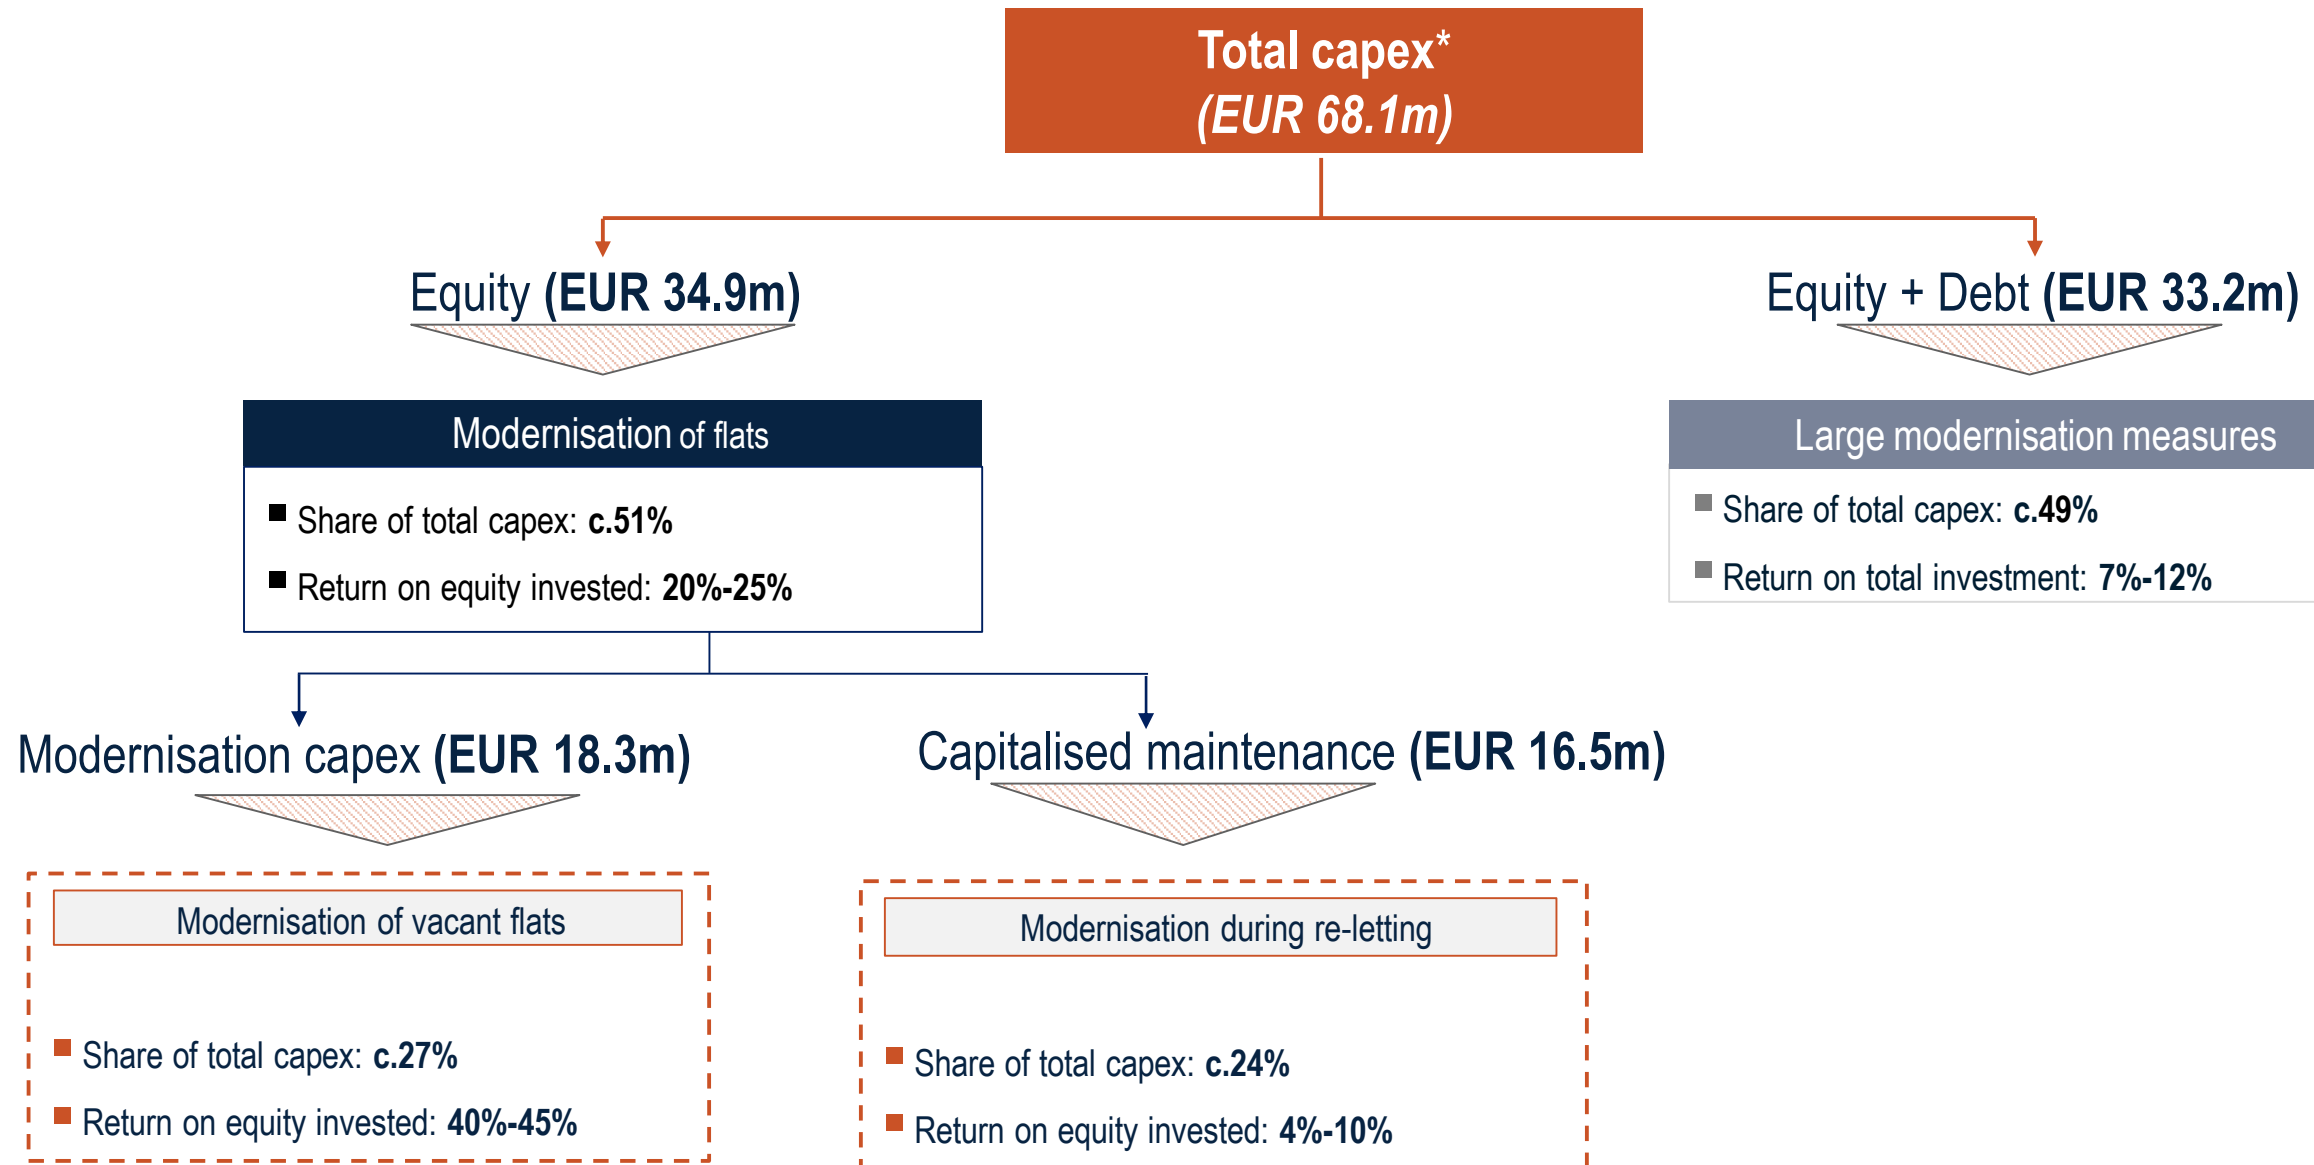 Total capex*
(EUR 68.1m)
Equity (EUR 34.9m)
Equity + Debt (EUR 33.2m)
Modernisation of flats
■ Share of total capex: c.51%
■ Return on equity invested: 20%-25%
Large modernisation measures
■ Share of total capex: c.49%
■ Return on total investment: 7%-12%
Modernisation capex (EUR 18.3m)
Capitalised maintenance (EUR 16.5m)
Modernisation of vacant flats
■ Share of total capex: c.27%
■ Return on equity invested: 40%-45%
Modernisation during re-letting
■ Share of total capex: c.24%
■ Return on equity invested: 4%-10%